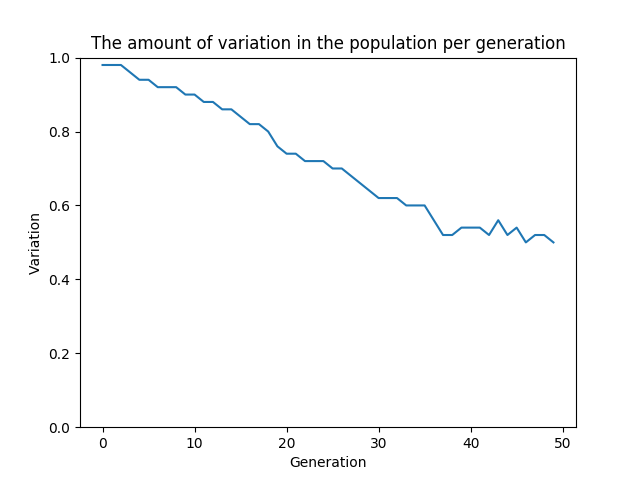 The amount of variation in the population per generation
1.0
0.8
0.6
0.4
0.2
0.0
Variation
0 10 20 30 40 50
Generation